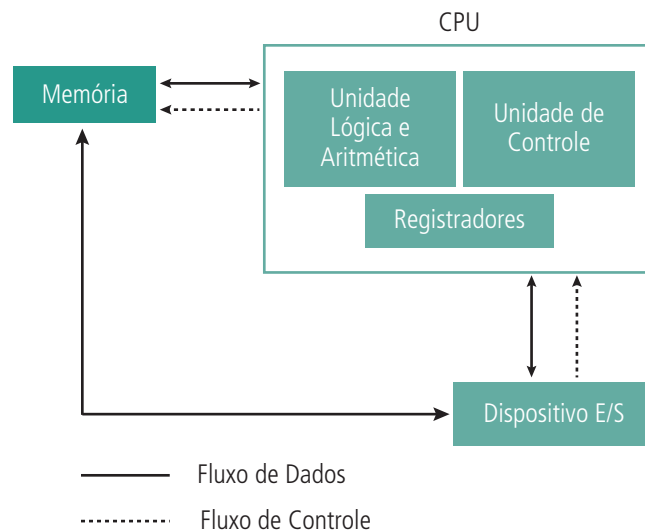 CPU
Memória
Unidade
Lógica e
Aritmética
Unidade de
Controle
Registradores
Dispositivo E/S
Fluxo de Dados
Fluxo de Controle